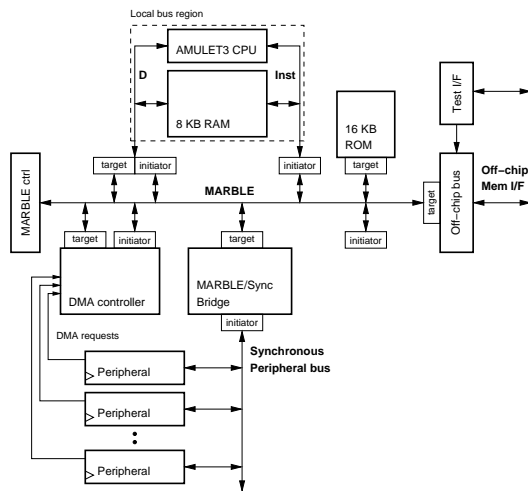 Local bus region
AMULET3 CPU
D
Inst
8 KB RAM
16 KB
ROM
Test I/F
target
initiator
initiator
target
MARBLE ctrl
MARBLE
target
Off−chip bus
Off−chip
Mem I/F
target
initiator
target
initiator
DMA controller
MARBLE/Sync
Bridge
initiator
DMA requests
Synchronous
Peripheral bus
Peripheral
Peripheral
Peripheral